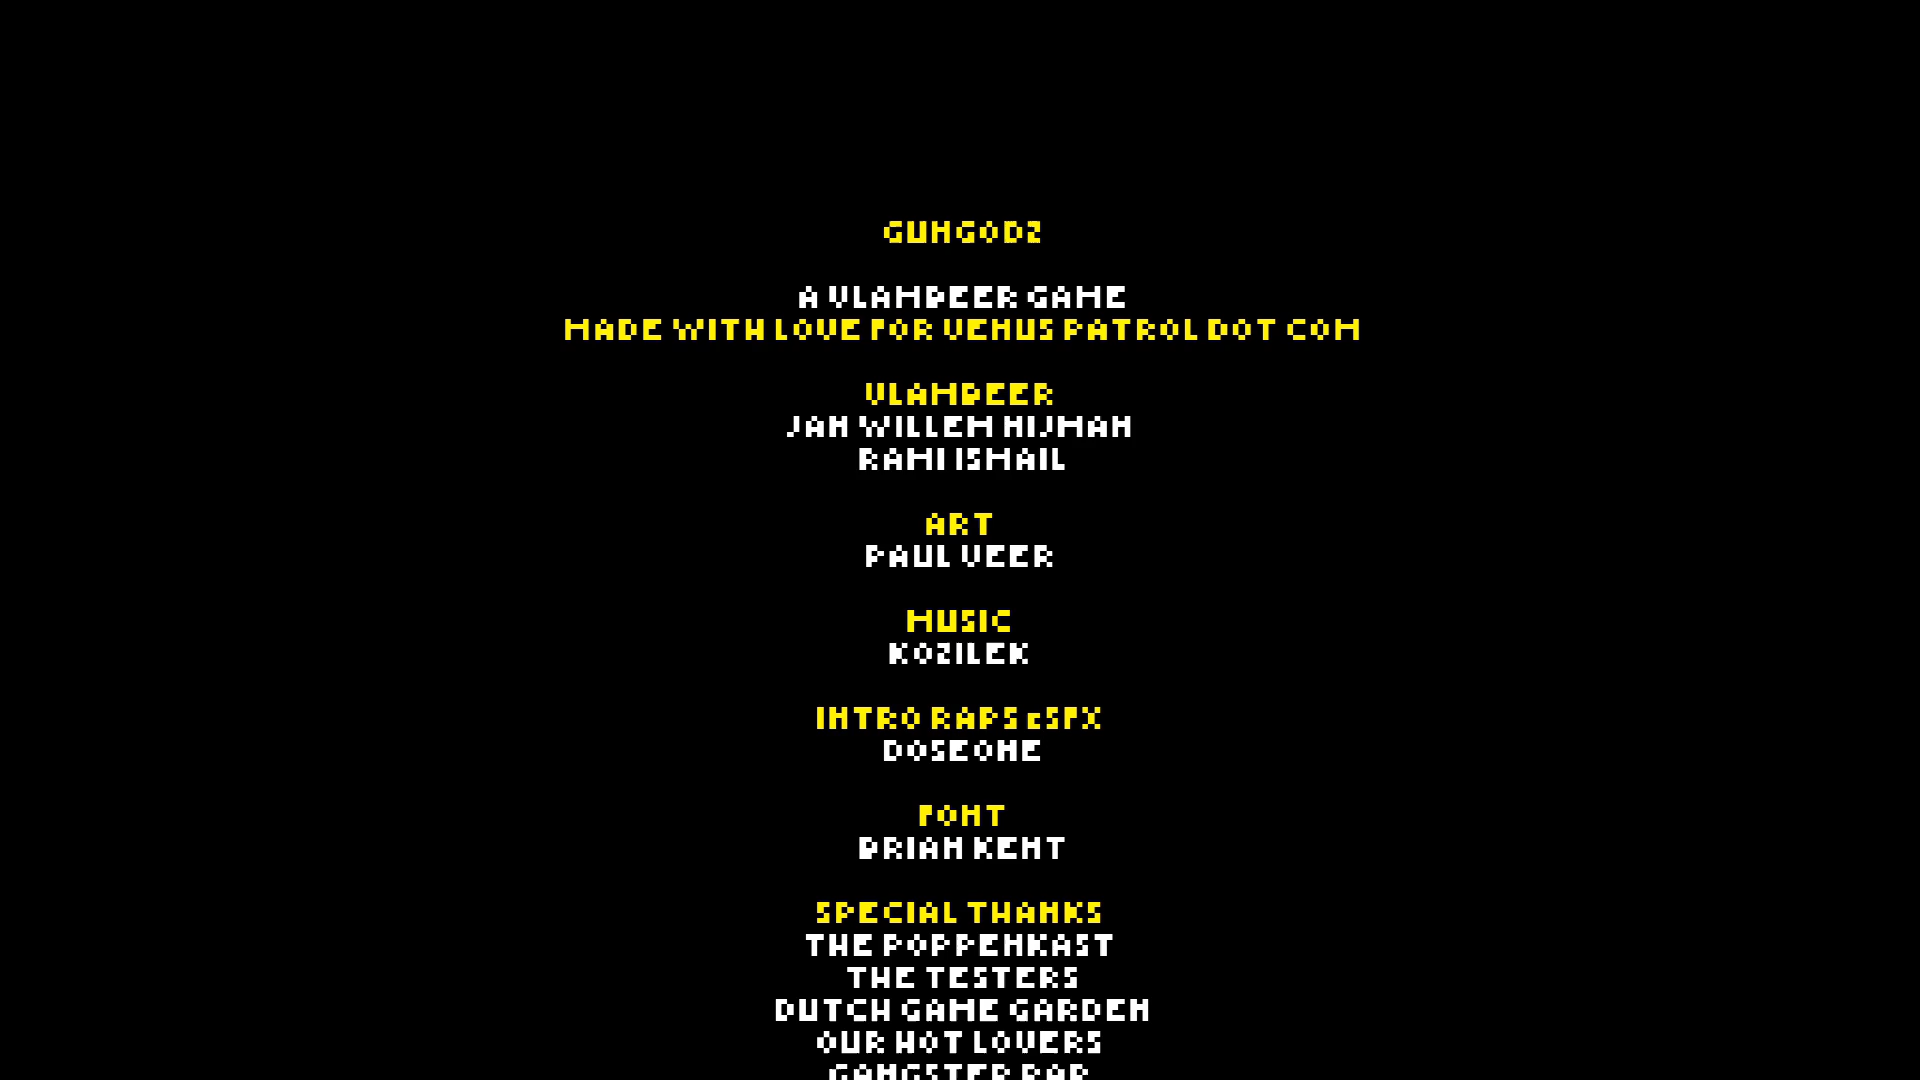 GUNGODZ
A VLAMBEER GAME
MADE WITH LOVE FOR VENUS PATROL DOT COM
VLAMBEER
JAN WILLEM NIJMAN
RAMI ISMAIL
ART
PAUL VEER
MUSIC
KOZILEK
INTRO RAPS &SFX
DOSEONE
FONT
BRIAN KENT
SPECIAL THANKS
THE POPPENKAST
THE TESTERS
DUTCH GAME GARDEN
OUR HOT LOVERS
GANGSTER RAP